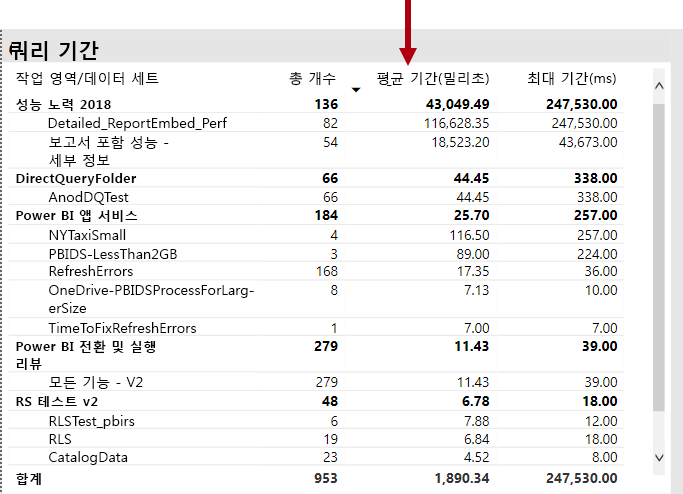 쿼리 기간
작업 영역/데이터 세트 총 개수 평균 기간(밀리초) 최대 기간(ms)
성능 노력 2018 136 43,049.49 247,530.00
Detailed_ReportEmbed_Perf 82 116,628.35 247,530.00
보고서 포함 성능 - 54 18,523.20 43,673.00
세부 정보
DirectQueryFolder 66 44.45 338.00
AnodDQTest 66 44.45 338.00
Power BI 앱 서비스 184 25.70 257.00
NYTaxiSmall 4 116.50 257.00
PBIDS-LessThan2GB 3 89.00 224.00
RefreshErrors 168 17.35 36.00
OneDrive-PBIDSProcessForLarg- 8 7.13 10.00
erSize
TimeToFixRefreshErrors 1 7.00 7.00
Power BI 전환 및 실행 279 11.43 39.00
리뷰
모든 기능 - V2 279 11.43 39.00
RS 테스트 v2 48 6.78 18.00
RLSTest_pbirs 6 7.88 12.00
RLS 19 6.84 18.00
CatalogData 23 4.52 8.00
합계 953 1,890.34 247,530.00